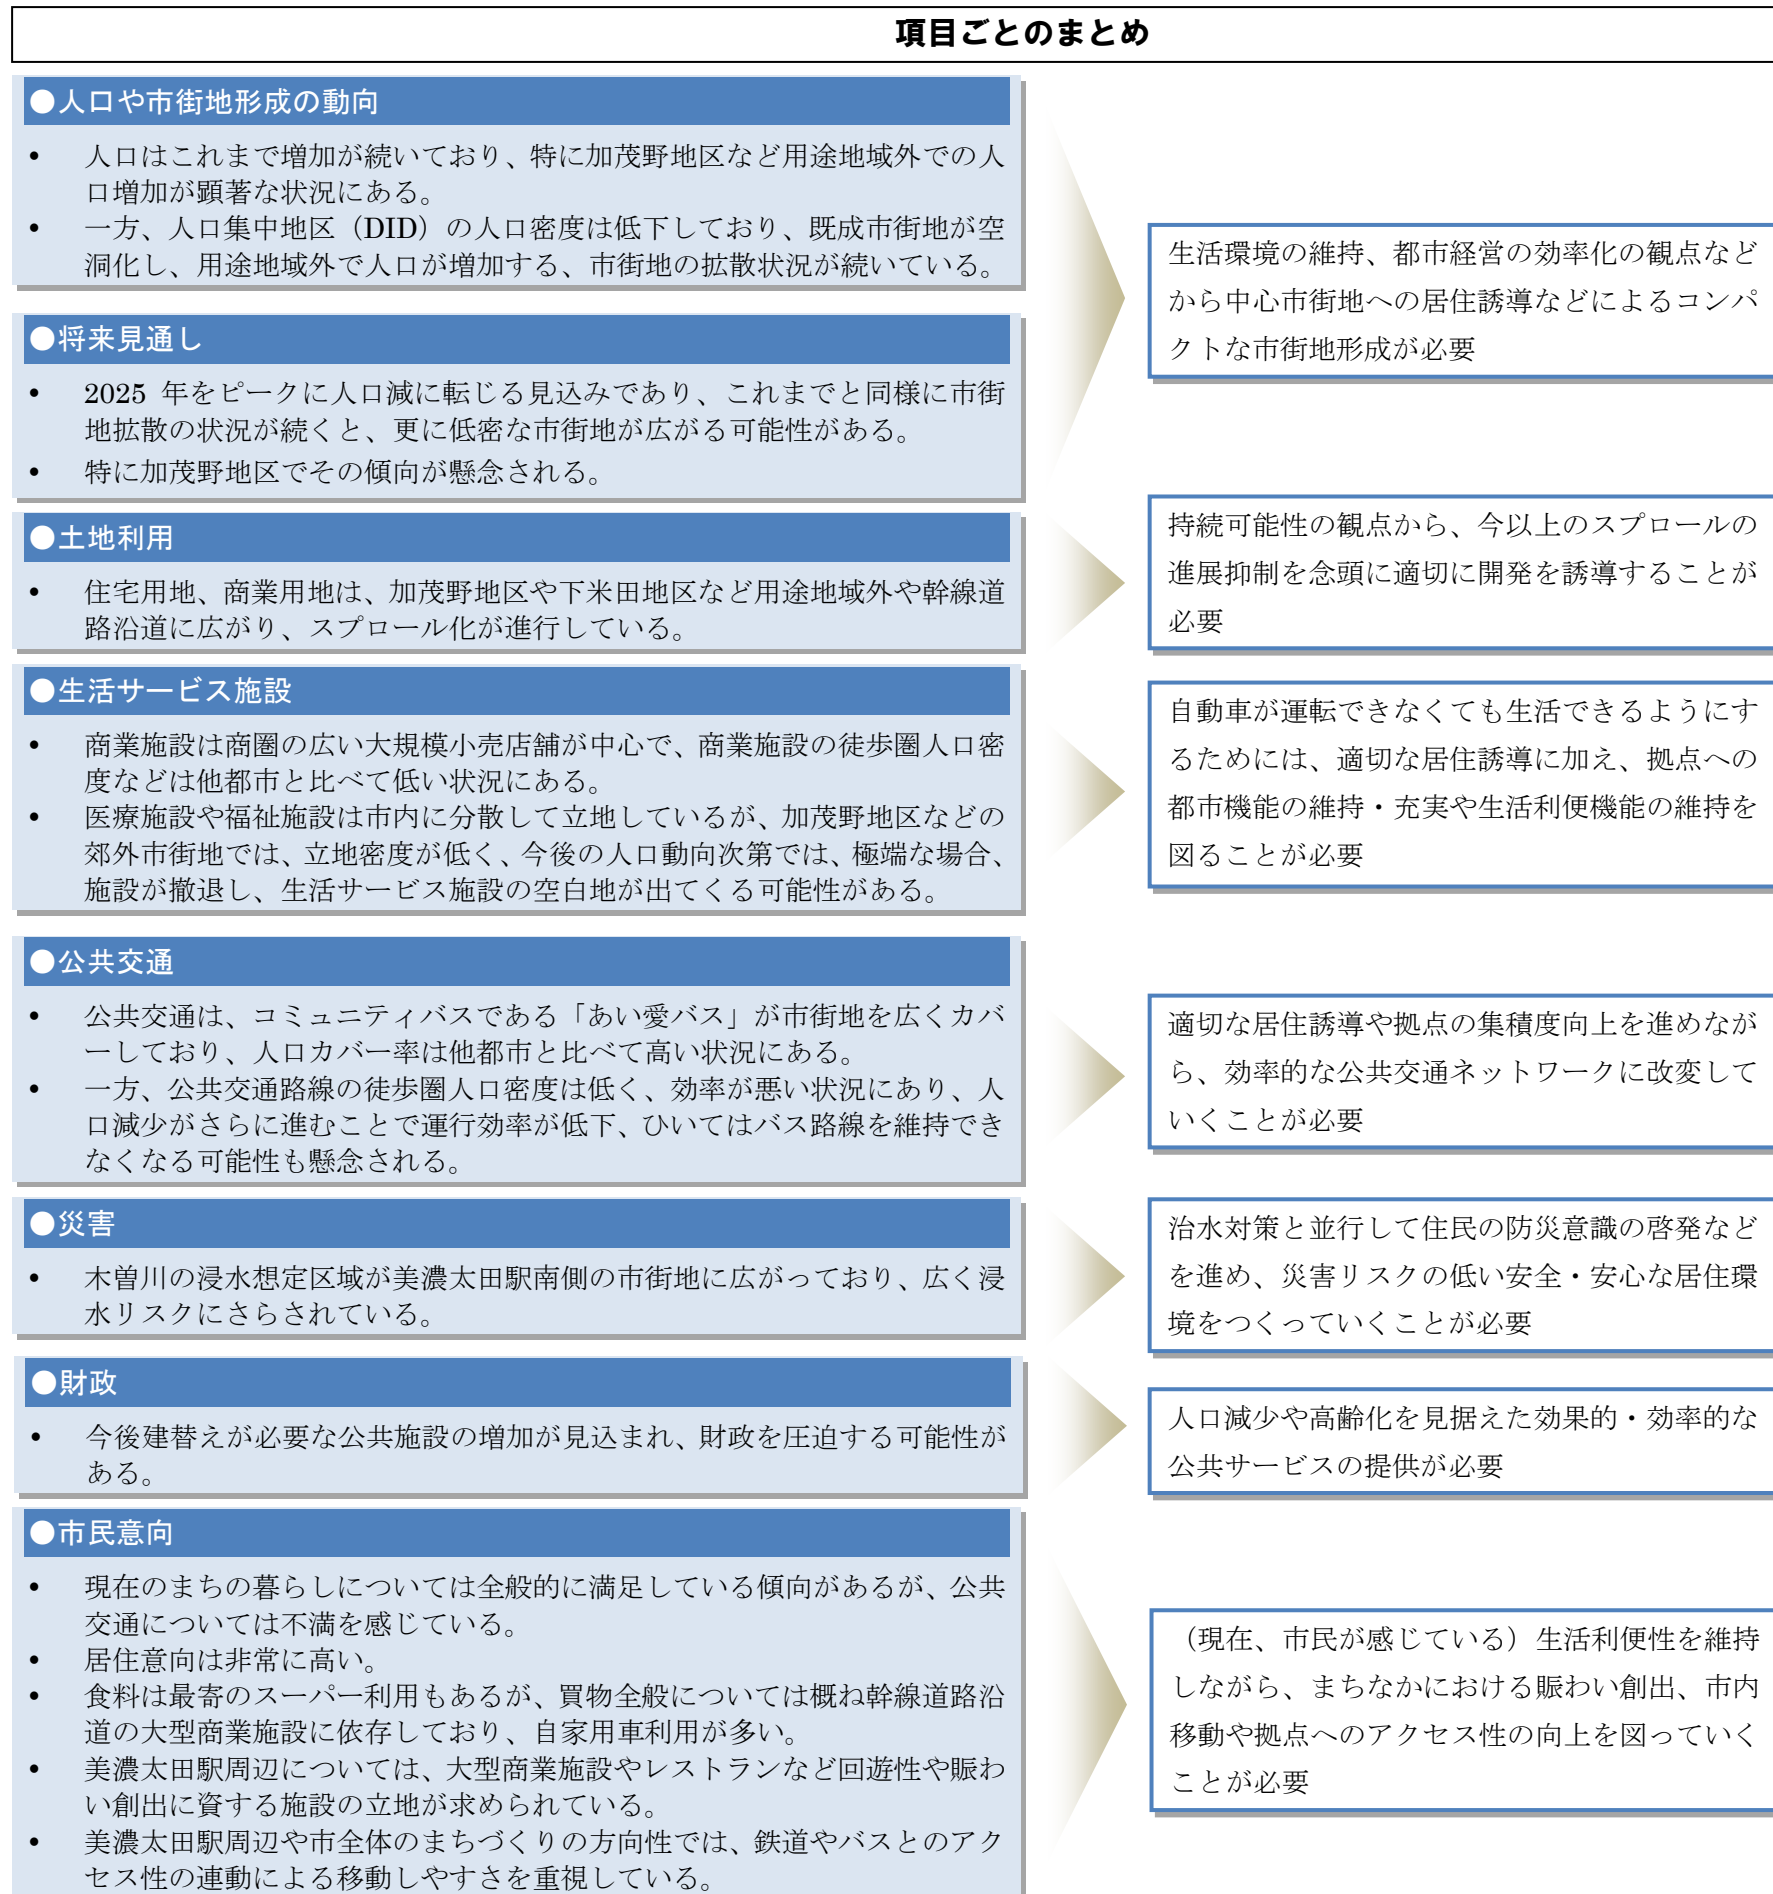 項目ごとのまとめ
●人口や市街地形成の動向
• 人口はこれまで増加が続いており、特に加茂野地区など用途地域外での人
口増加が顕著な状況にある。
• 一方、人口集中地区（DID）の人口密度は低下しており、既成市街地が空
洞化し、用途地域外で人口が増加する、市街地の拡散状況が続いている。
●将来見通し
• 2025 年をピークに人口減に転じる見込みであり、これまでと同様に市街
地拡散の状況が続くと、更に低密な市街地が広がる可能性がある。
• 特に加茂野地区でその傾向が懸念される。
生活環境の維持、都市経営の効率化の観点など
から中心市街地への居住誘導などによるコンパ
クトな市街地形成が必要
●土地利用
• 住宅用地、商業用地は、加茂野地区や下米田地区など用途地域外や幹線道
路沿道に広がり、スプロール化が進行している。
持続可能性の観点から、今以上のスプロールの
進展抑制を念頭に適切に開発を誘導することが
必要
●生活サービス施設
• 商業施設は商圏の広い大規模小売店舗が中心で、商業施設の徒歩圏人口密
度などは他都市と比べて低い状況にある。
• 医療施設や福祉施設は市内に分散して立地しているが、加茂野地区などの
郊外市街地では、立地密度が低く、今後の人口動向次第では、極端な場合、
施設が撤退し、生活サービス施設の空白地が出てくる可能性がある。
自動車が運転できなくても生活できるようにす
るためには、適切な居住誘導に加え、拠点への
都市機能の維持・充実や生活利便機能の維持を
図ることが必要
●公共交通
• 公共交通は、コミュニティバスである「あい愛バス」が市街地を広くカバ
ーしており、人口カバー率は他都市と比べて高い状況にある。
• 一方、公共交通路線の徒歩圏人口密度は低く、効率が悪い状況にあり、人
口減少がさらに進むことで運行効率が低下、ひいてはバス路線を維持でき
なくなる可能性も懸念される。
適切な居住誘導や拠点の集積度向上を進めなが
ら、効率的な公共交通ネットワークに改変して
いくことが必要
●災害
• 木曽川の浸水想定区域が美濃太田駅南側の市街地に広がっており、広く浸
水リスクにさらされている。
治水対策と並行して住民の防災意識の啓発など
を進め、災害リスクの低い安全・安心な居住環
境をつくっていくことが必要
●財政
• 今後建替えが必要な公共施設の増加が見込まれ、財政を圧迫する可能性が
ある。
人口減少や高齢化を見据えた効果的・効率的な
公共サービスの提供が必要
●市民意向
• 現在のまちの暮らしについては全般的に満足している傾向があるが、公共
交通については不満を感じている。
• 居住意向は非常に高い。
• 食料は最寄のスーパー利用もあるが、買物全般については概ね幹線道路沿
道の大型商業施設に依存しており、自家用車利用が多い。
• 美濃太田駅周辺については、大型商業施設やレストランなど回遊性や賑わ
い創出に資する施設の立地が求められている。
• 美濃太田駅周辺や市全体のまちづくりの方向性では、鉄道やバスとのアク
セス性の連動による移動しやすさを重視している。
（現在、市民が感じている）生活利便性を維持
しながら、まちなかにおける賑わい創出、市内
移動や拠点へのアクセス性の向上を図っていく
ことが必要